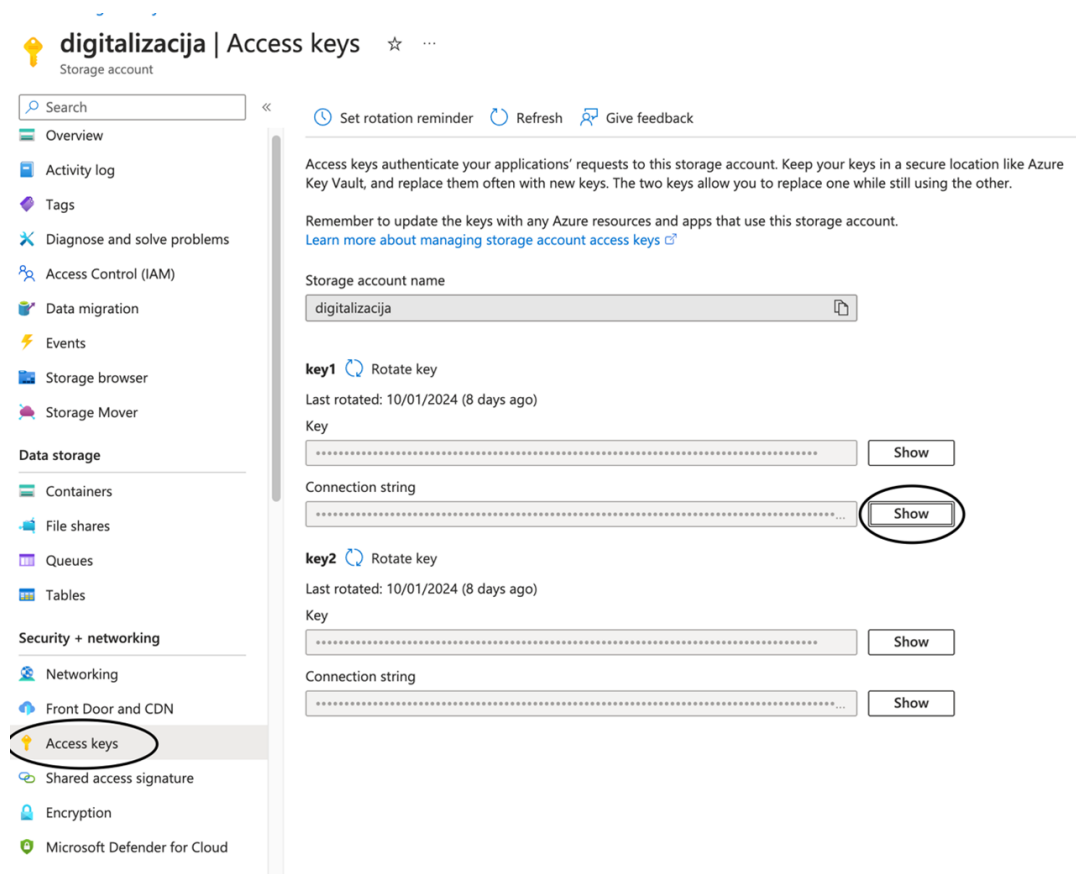 digitalizacija | Access keys
Storage account
Search
Overview
Activity log
Tags
Diagnose and solve problems
Access Control (IAM)
Data migration
Events
Storage browser
Storage Mover
Data storage
Containers
File shares
Queues
Tables
Security + networking
Networking
Front Door and CDN
Access keys
Shared access signature
Encryption
Microsoft Defender for Cloud
Set rotation reminder Refresh Give feedback
Access keys authenticate your applications' requests to this storage account. Keep your keys in a secure location like Azure
Key Vault, and replace them often with new keys. The two keys allow you to replace one while still using the other.
Remember to update the keys with any Azure resources and apps that use this storage account.
Learn more about managing storage account access keys
Storage account name
digitalizacija
key1 Rotate key
Last rotated: 10/01/2024 (8 days ago)
Key
Show
Connection string
Show
key2 Rotate key
Last rotated: 10/01/2024 (8 days ago)
Key
Show
Connection string
Show